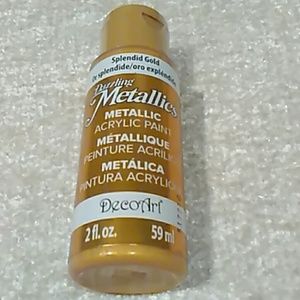 Splendid Gold
Or splendide/oro espléndido
Dazzling
Metallics
METALLIC
ACRYLIC PAINT
MÉTALLIQUE
PEINTURE ACRYLIQUE
METÁLICA
PINTURA ACRYLICA
DecoArt
2 fl. oz. 59 ml